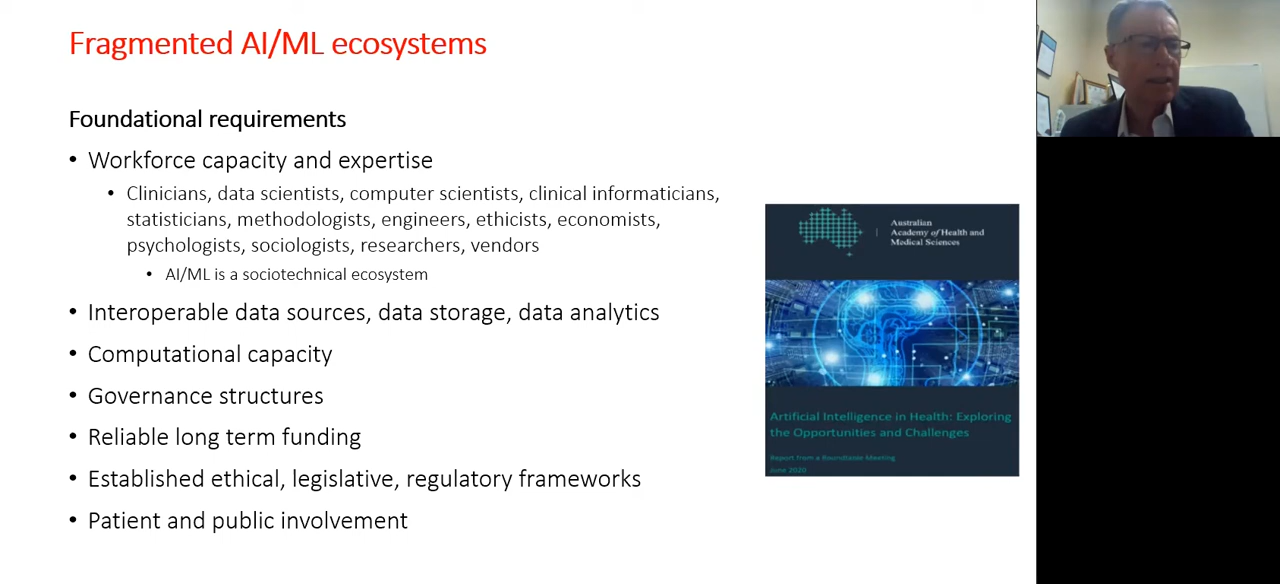 Fragmented AI/ML ecosystems
Foundational requirements
• Workforce capacity and expertise
• Clinicians, data scientists, computer scientists, clinical informaticians,
statisticians, methodologists, engineers, ethicists, economists,
psychologists, sociologists, researchers, vendors
• AI/ML is a sociotechnical ecosystem
• Interoperable data sources, data storage, data analytics
• Computational capacity
• Governance structures
• Reliable long term funding
• Established ethical, legislative, regulatory frameworks
• Patient and public involvement
Australian
Academy of Health and
Medical Sciences
Artificial Intelligence in Health: Exploring
the Opportunities and Challenges
Report from a Roundtable Meeting
June 2020